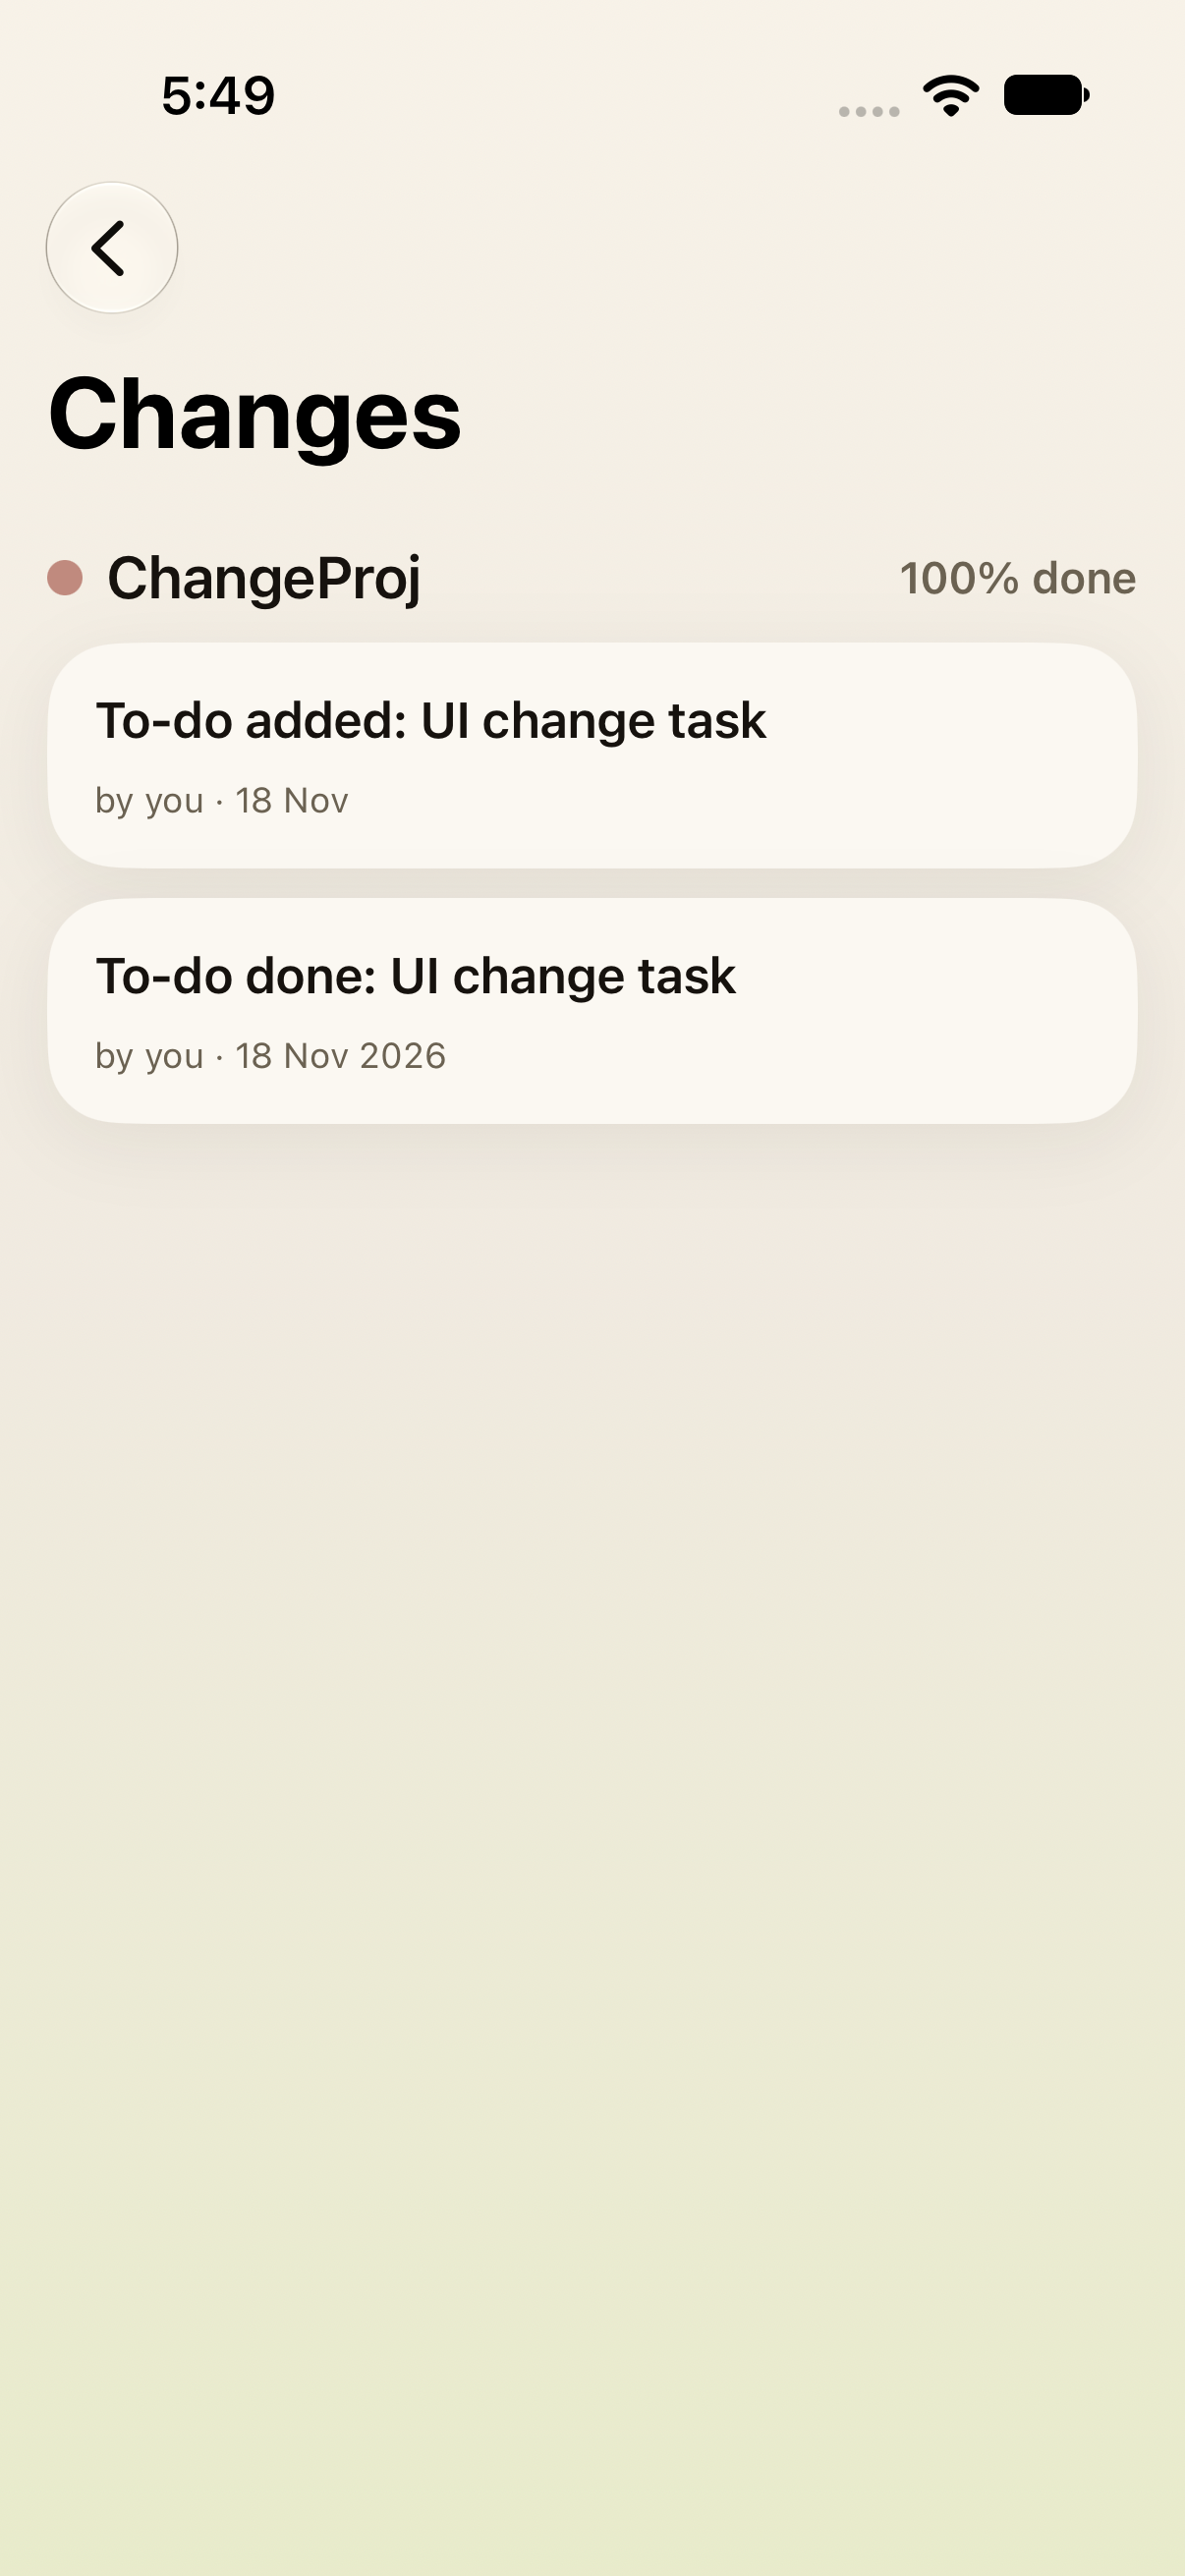 5:49
Changes
ChangeProj 100% done
To-do added: UI change task
by you · 18 Nov
To-do done: UI change task
by you · 18 Nov 2026